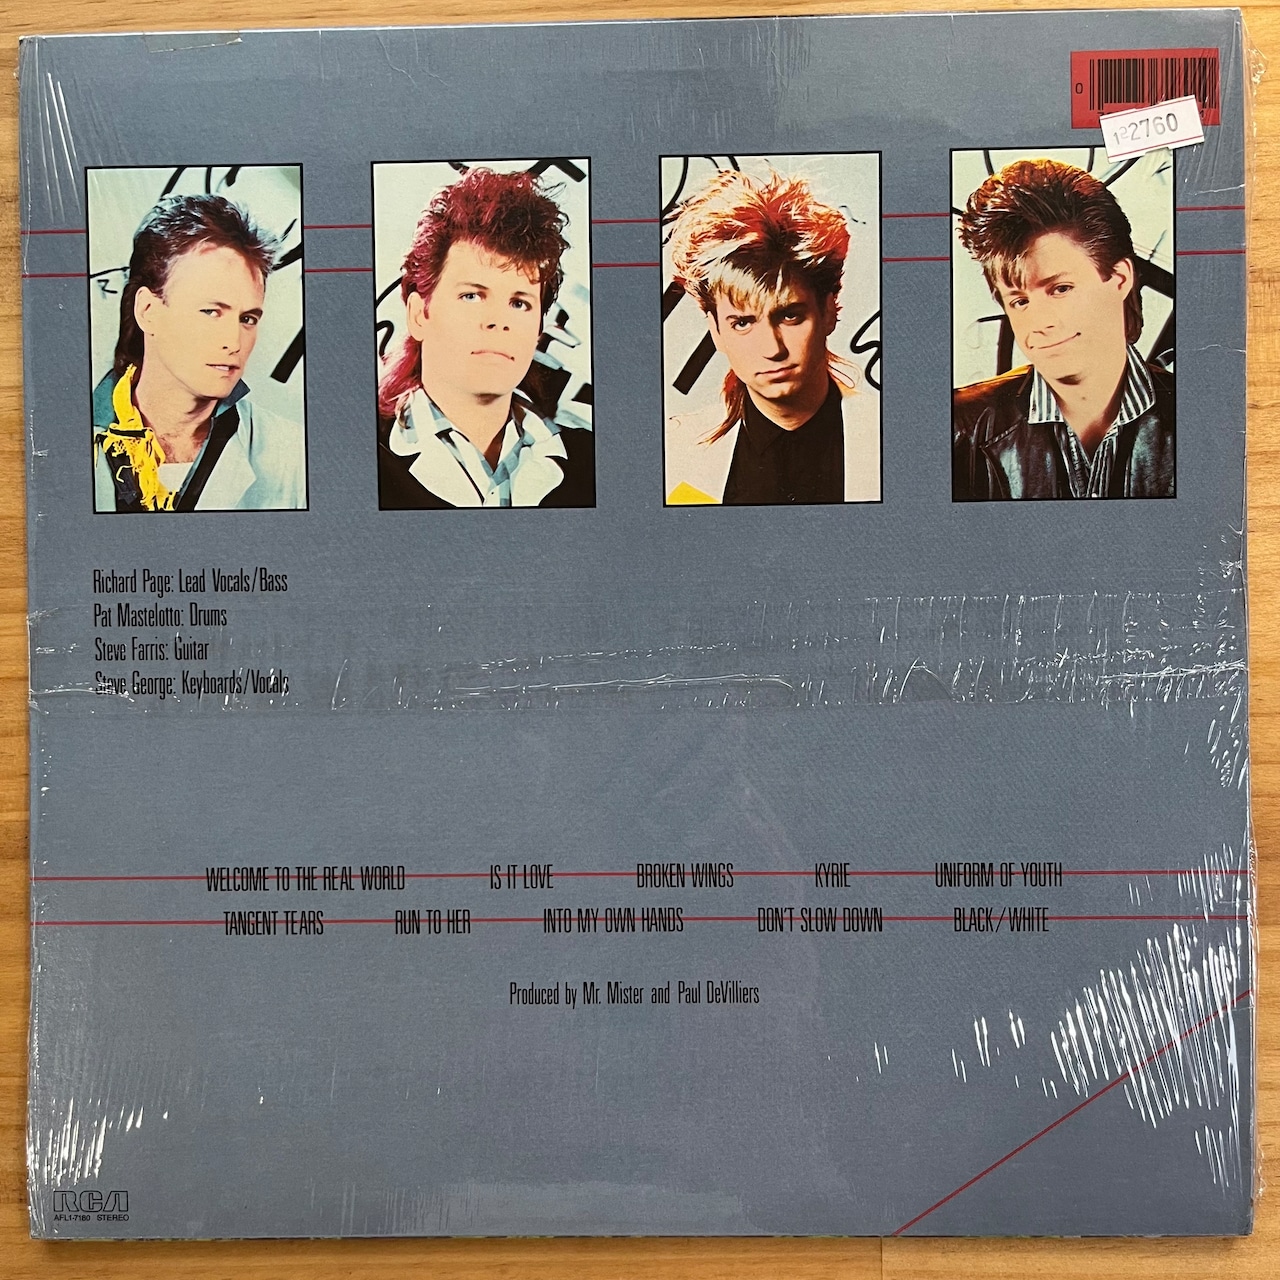 0
122760
Richard Page: Lead Vocals/Bass
Pat Mastelotto: Drums
Steve Farris: Guitar
Steve George: Keyboards/Vocals
WELCOME TO THE REAL WORLD IS IT LOVE BROKEN WINGS KYRIE UNIFORM OF YOUTH
TANGENT TEARS RUN TO HER INTO MY OWN HANDS DON'T SLOW DOWN BLACK/WHITE
Produced by Mr. Mister and Paul DeVilliers
RCA
AFL1-7180 STEREO